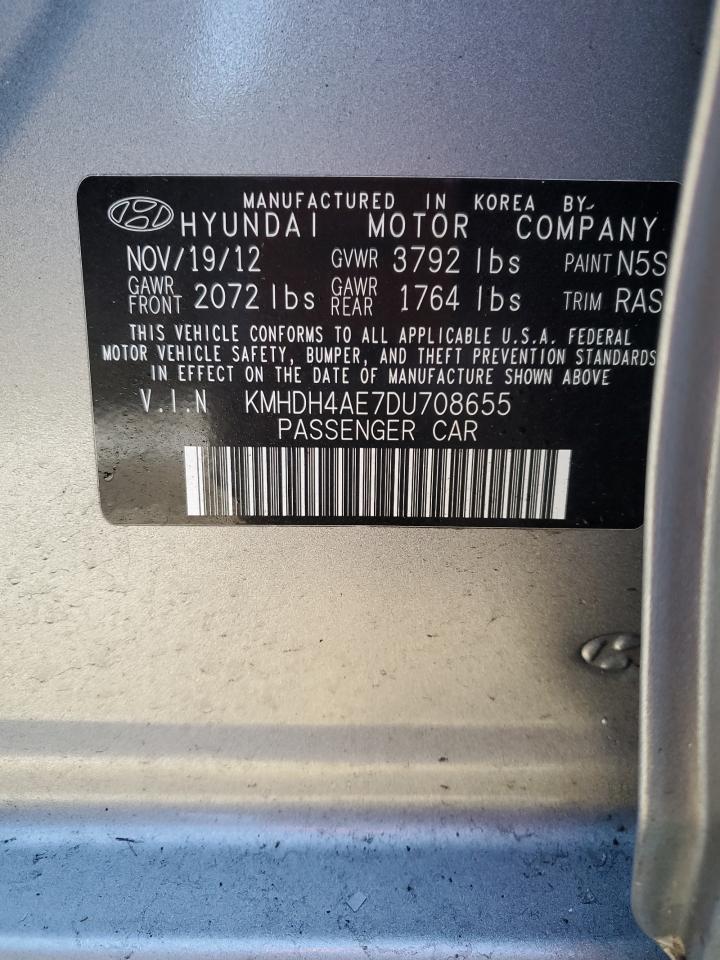 MANUFACTURED IN KOREA BY
HYUNDAI MOTOR COMPANY
NOV/19/12 GVWR 3792 lbs PAINT N5S
GAWR FRONT 2072 lbs GAWR REAR 1764 lbs TRIM RAS
THIS VEHICLE CONFORMS TO ALL APPLICABLE U.S.A. FEDERAL
MOTOR VEHICLE SAFETY, BUMPER, AND THEFT PREVENTION STANDARDS
IN EFFECT ON THE DATE OF MANUFACTURE SHOWN ABOVE
V.I.N KMHDH4AE7DU708655
PASSENGER CAR